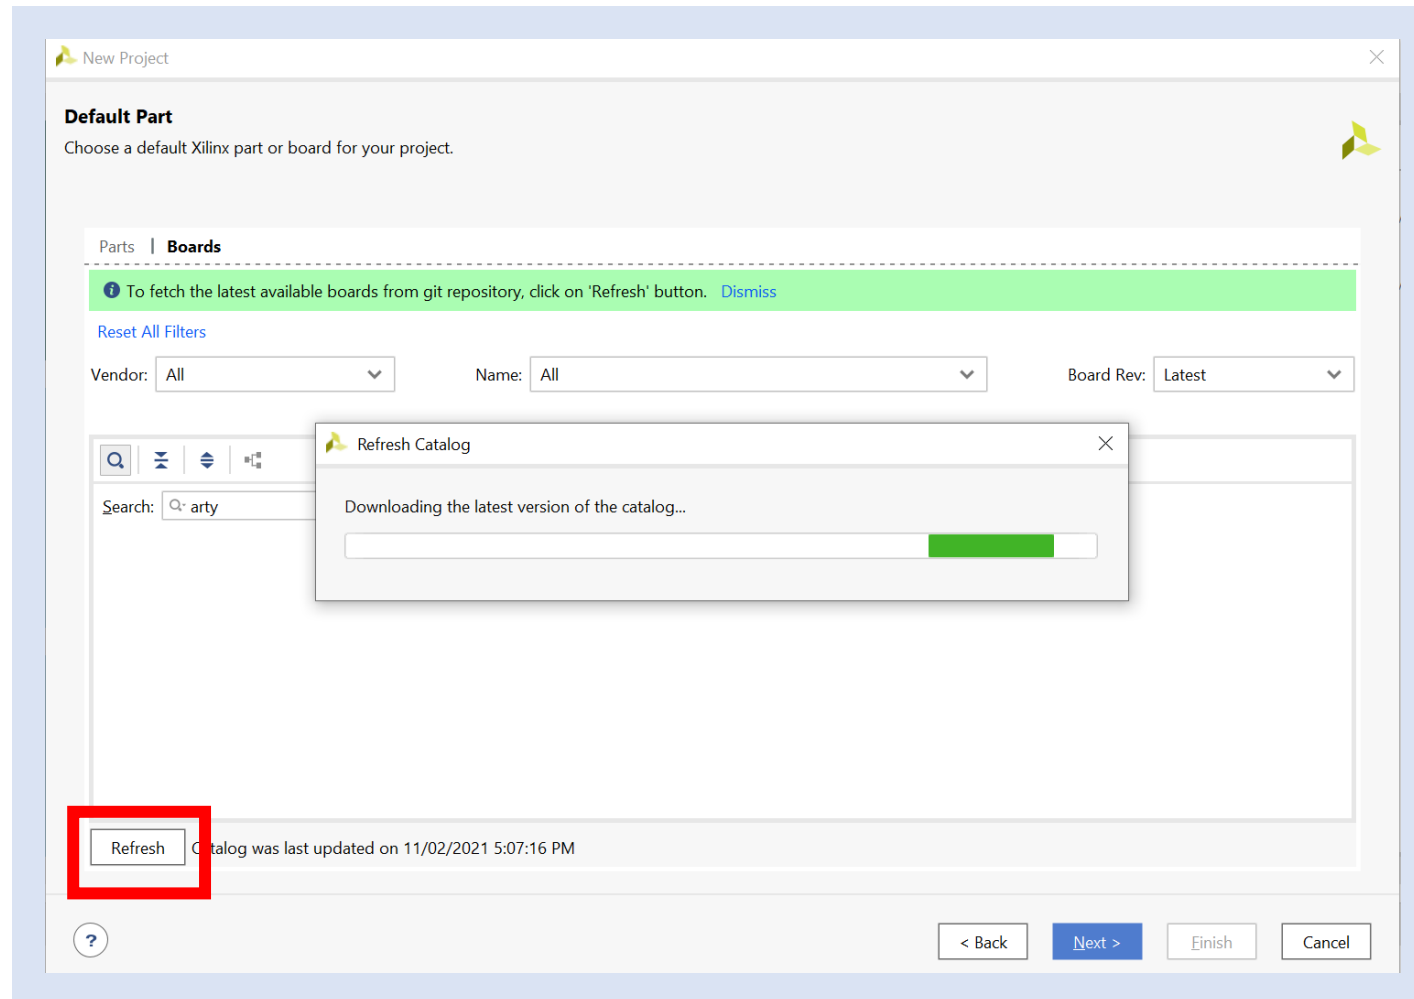 New Project
Default Part
Choose a default Xilinx part or board for your project.
Parts | Boards
To fetch the latest available boards from git repository, click on 'Refresh' button. Dismiss
Reset All Filters
Vendor: All Name: All Board Rev: Latest
Refresh Catalog
Search: arty
Downloading the latest version of the catalog...
Refresh Catalog was last updated on 11/02/2021 5:07:16 PM
? < Back Next > Finish Cancel